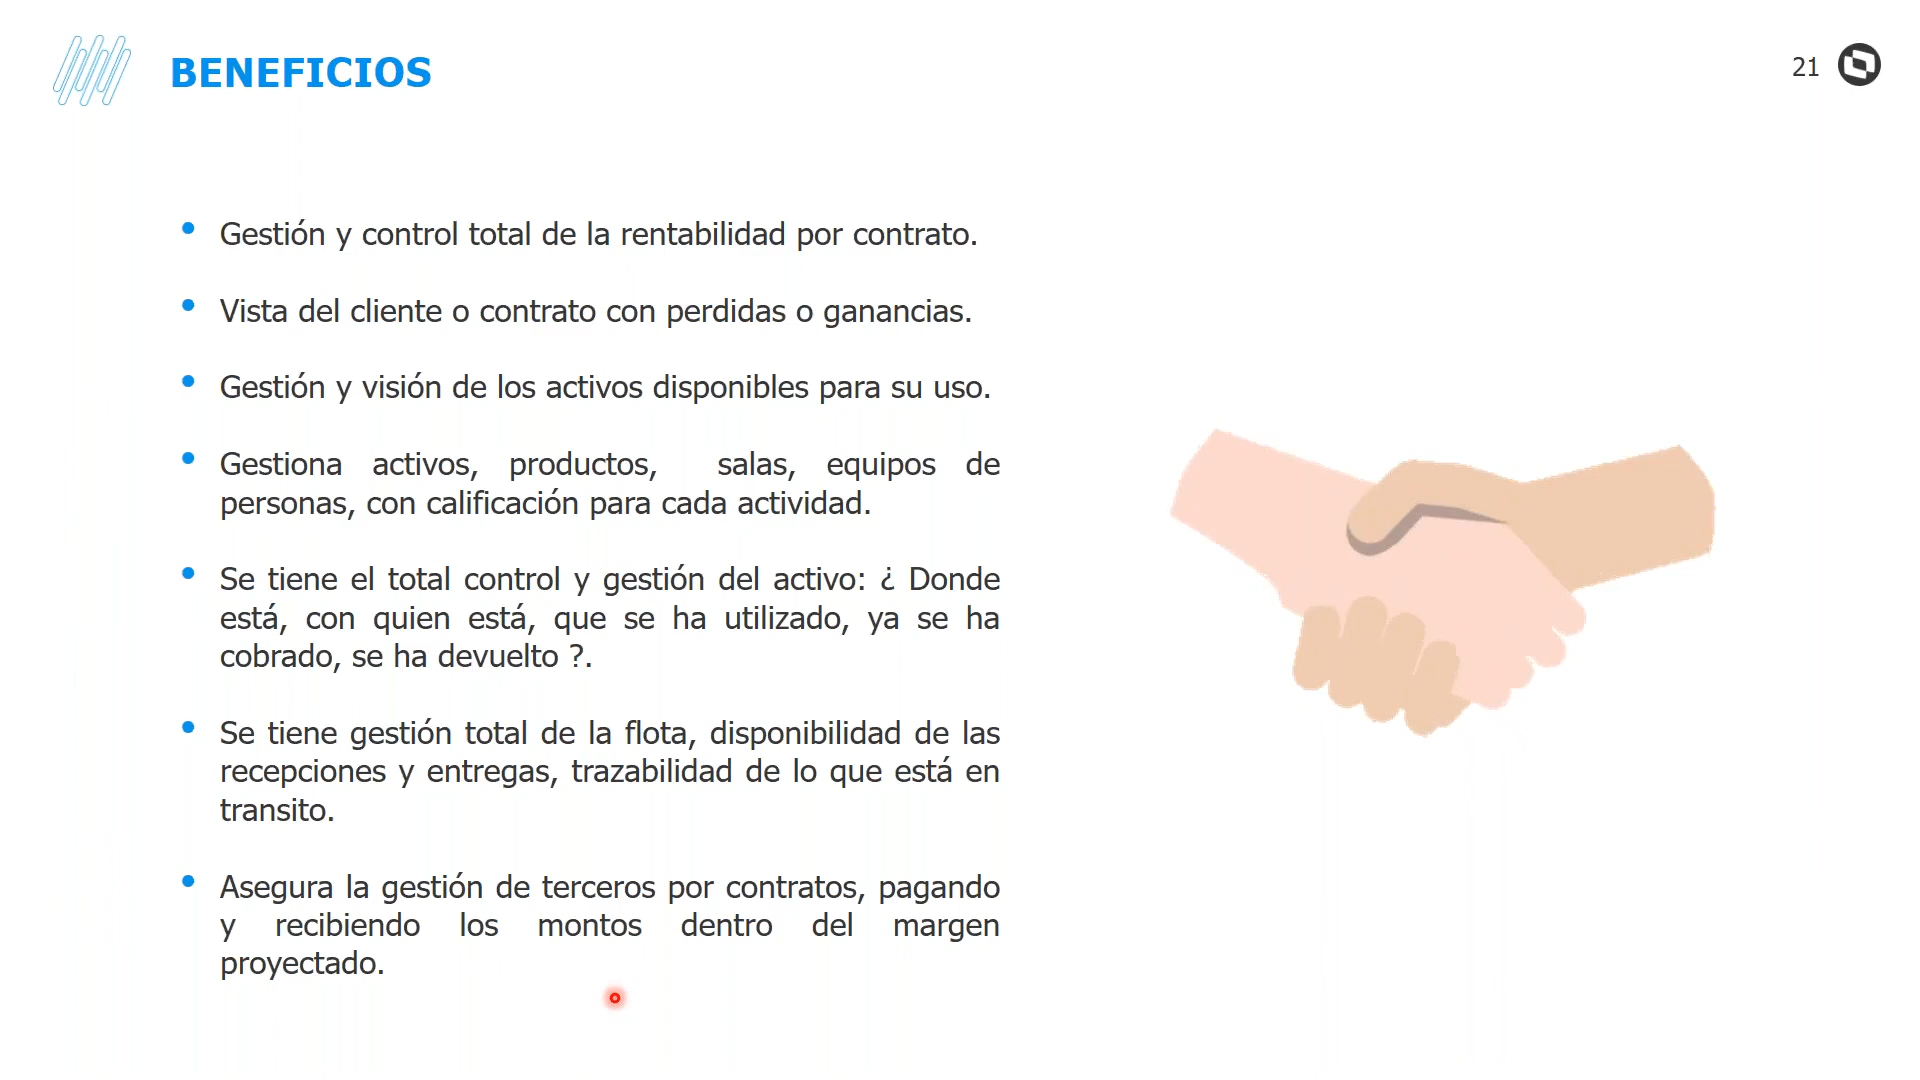 BENEFICIOS
21
Gestión y control total de la rentabilidad por contrato.
Vista del cliente o contrato con perdidas o ganancias.
Gestión y visión de los activos disponibles para su uso.
Gestiona activos, productos, salas, equipos de
personas, con calificación para cada actividad.
Se tiene el total control y gestión del activo: ¿ Donde
está, con quien está, que se ha utilizado, ya se ha
cobrado, se ha devuelto ?.
Se tiene gestión total de la flota, disponibilidad de las
recepciones y entregas, trazabilidad de lo que está en
transito.
Asegura la gestión de terceros por contratos, pagando
y recibiendo los montos dentro del margen
proyectado.